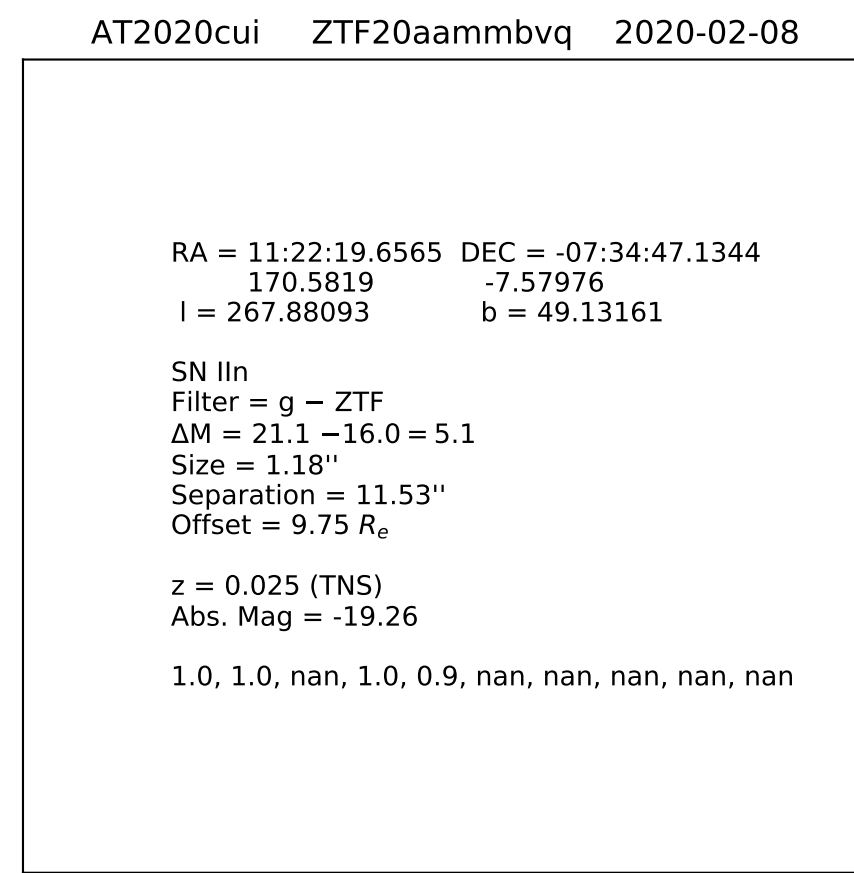 AT2020cui ZTF20aammbvq 2020-02-08
RA = 11:22:19.6565 DEC = -07:34:47.1344
170.5819 -7.57976
l = 267.88093 b = 49.13161
SN IIn
Filter = g − ZTF
ΔM = 21.1 −16.0 = 5.1
Size = 1.18''
Separation = 11.53''
Offset = 9.75 Re
z = 0.025 (TNS)
Abs. Mag = -19.26
1.0, 1.0, nan, 1.0, 0.9, nan, nan, nan, nan, nan